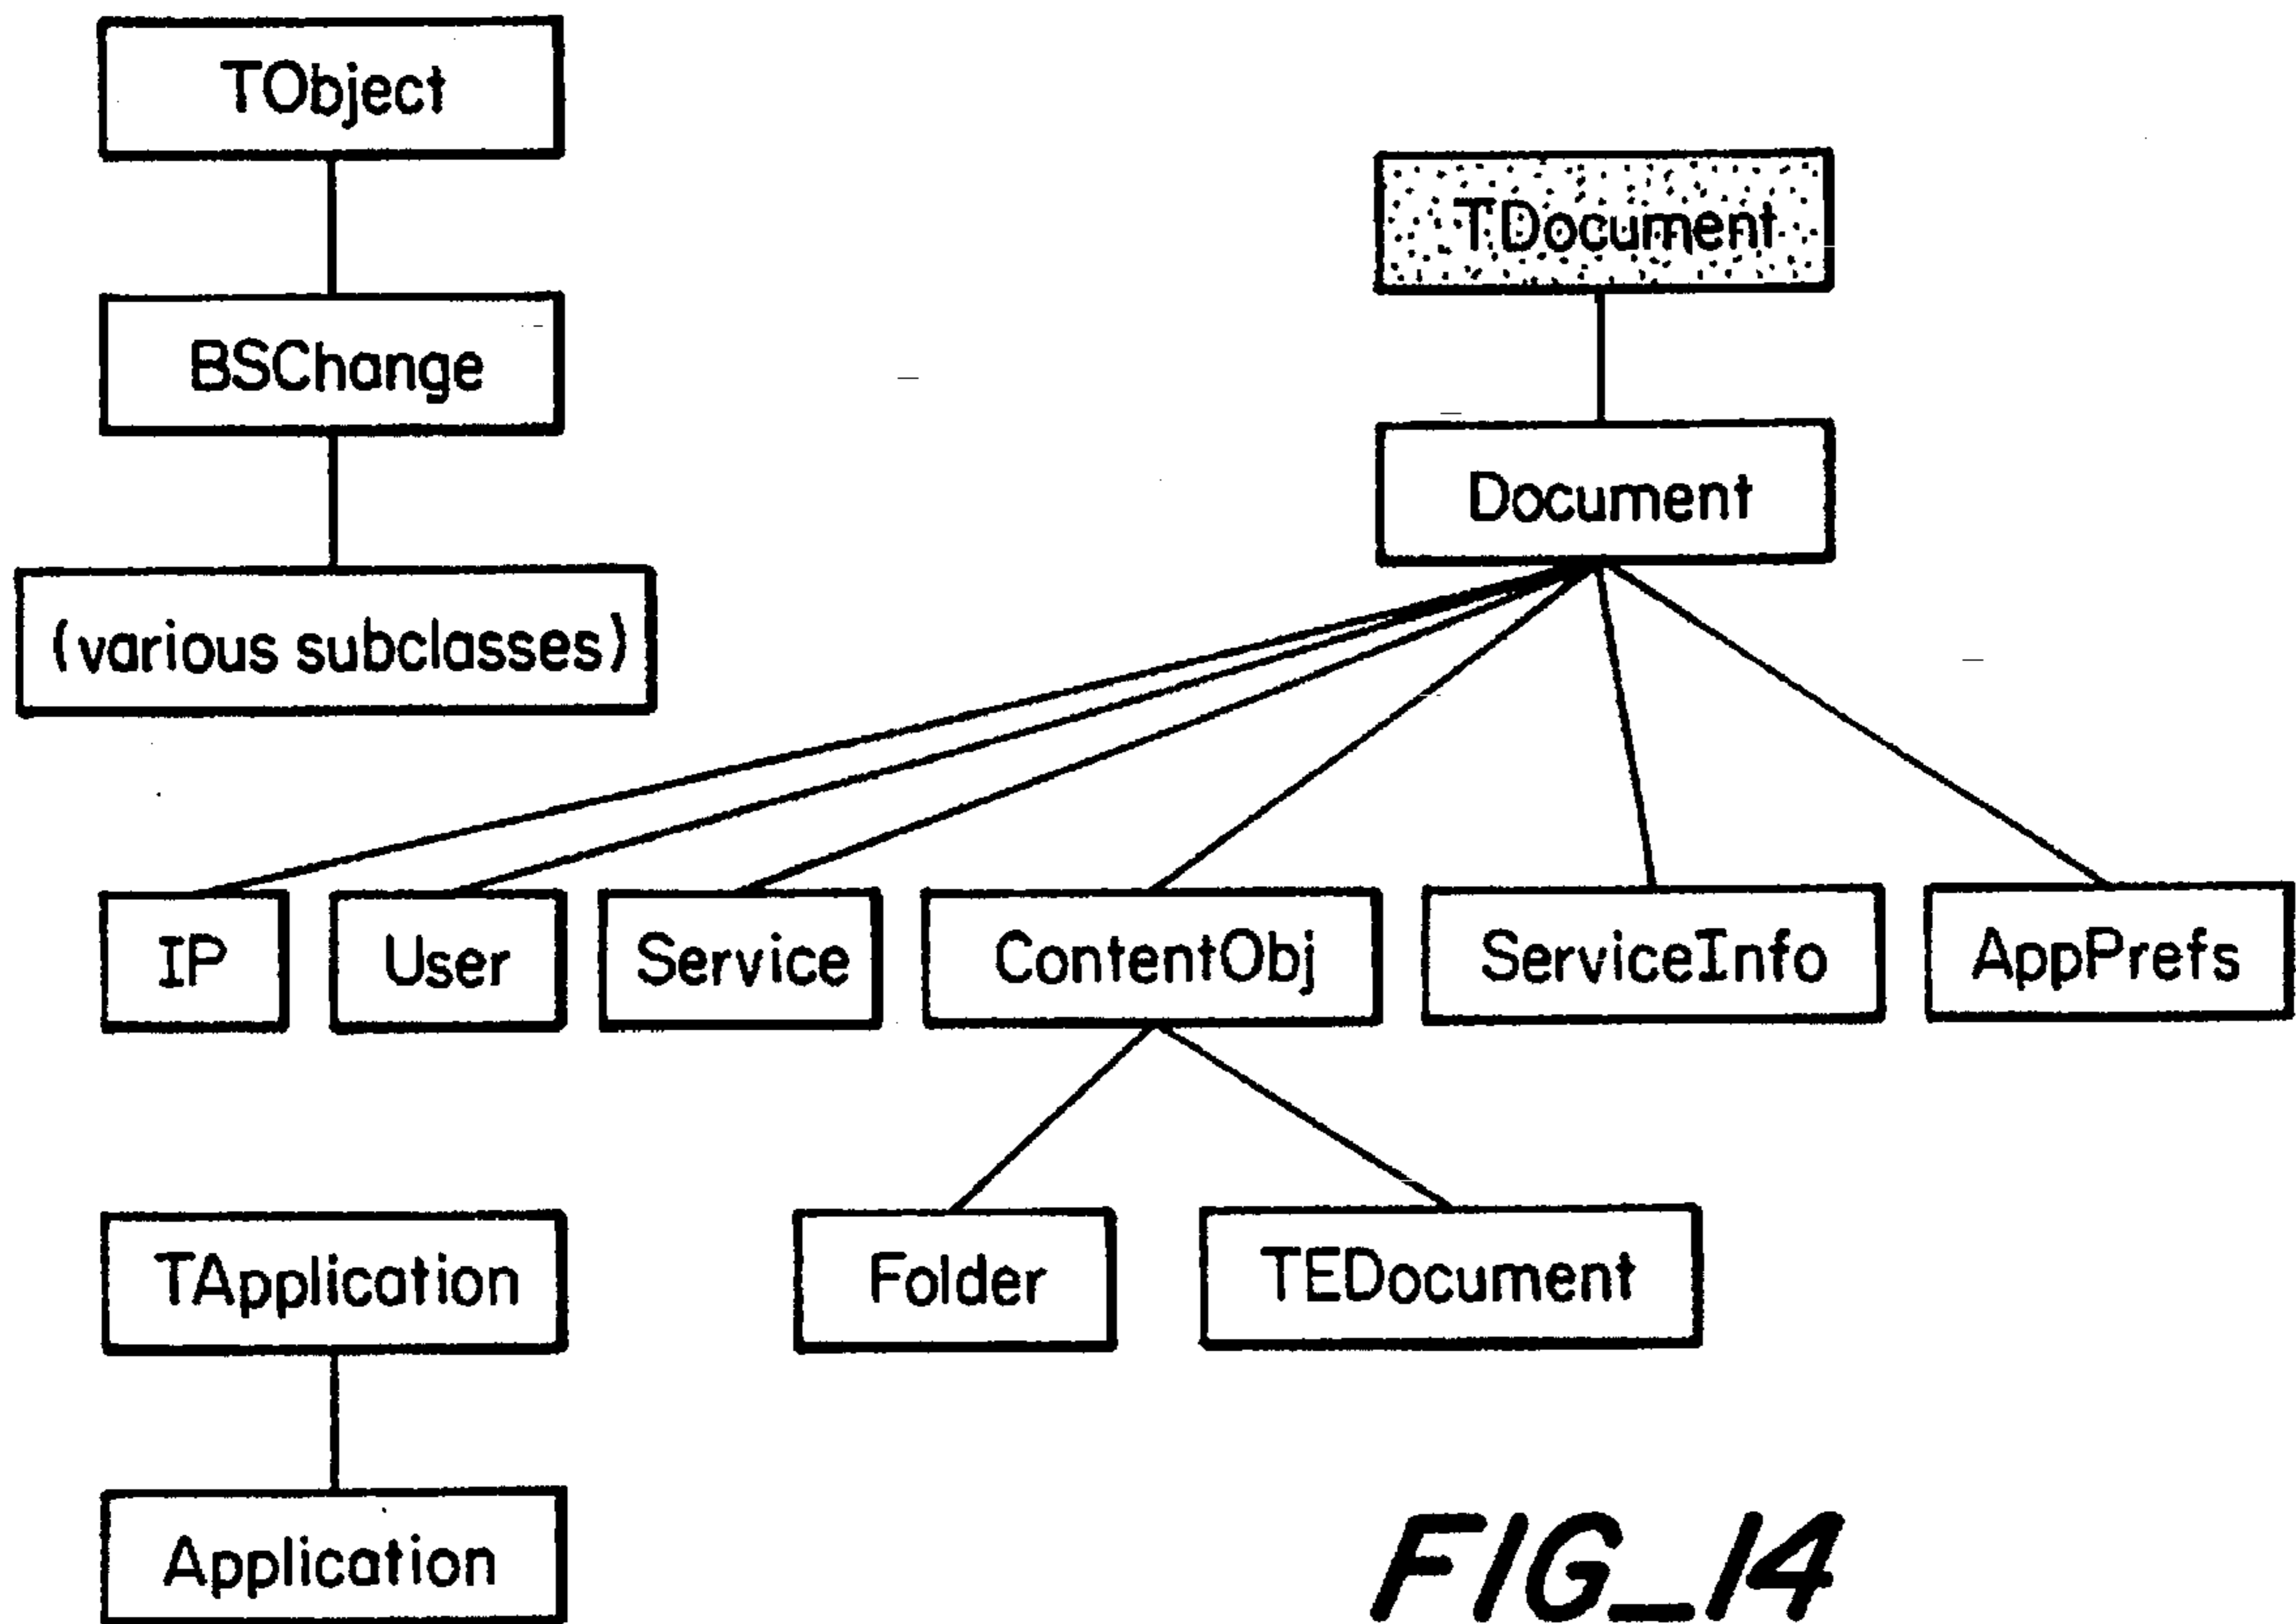 TObject
TDocument
BSChange
Document
(various subclasses)
IP
User
Service
ContentObj
ServiceInfo
AppPrefs
TApplication
Folder
TEDocument
Application
FIG_14